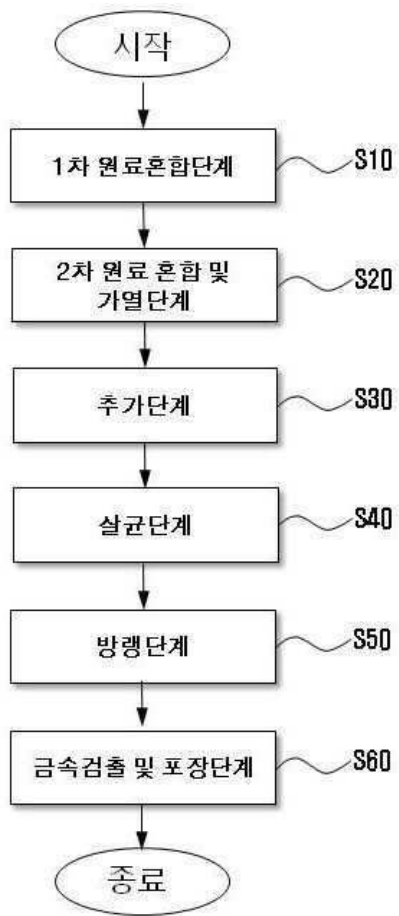 시작
1차 원료혼합단계 S10
2차 원료 혼합 및
가열단계 S20
추가단계 S30
살균단계 S40
방랭단계 S50
금속검출 및 포장단계 S60
종료